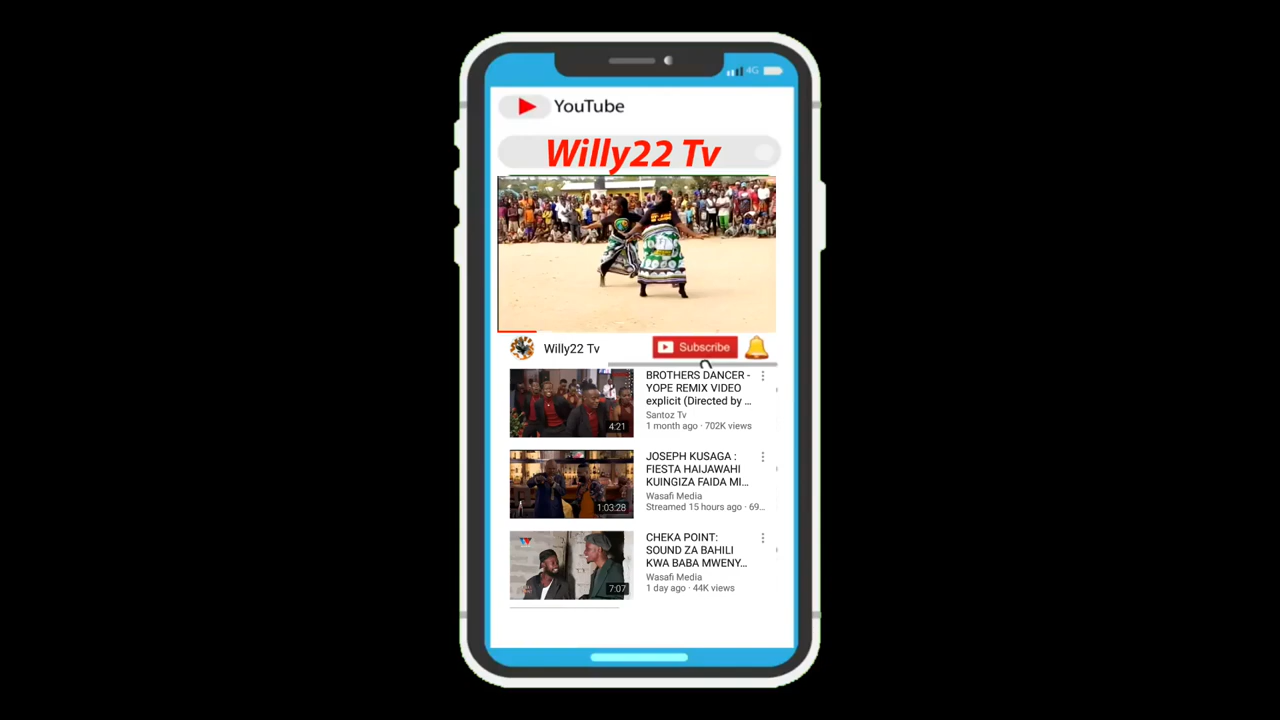 4G
YouTube
Willy22 Tv
Willy22 Tv
Subscribe
BROTHERS DANCER -
YOPE REMIX VIDEO
explicit (Directed by ...
Santoz Tv
1 month ago · 702K views
4:21
JOSEPH KUSAGA :
FIESTA HAIJAWAHI
KUINGIZA FAIDA MI...
Wasafi Media
Streamed 15 hours ago · 69...
1:03:28
CHEKA POINT:
SOUND ZA BAHILI
KWA BABA MWENY...
Wasafi Media
1 day ago · 44K views
7:07